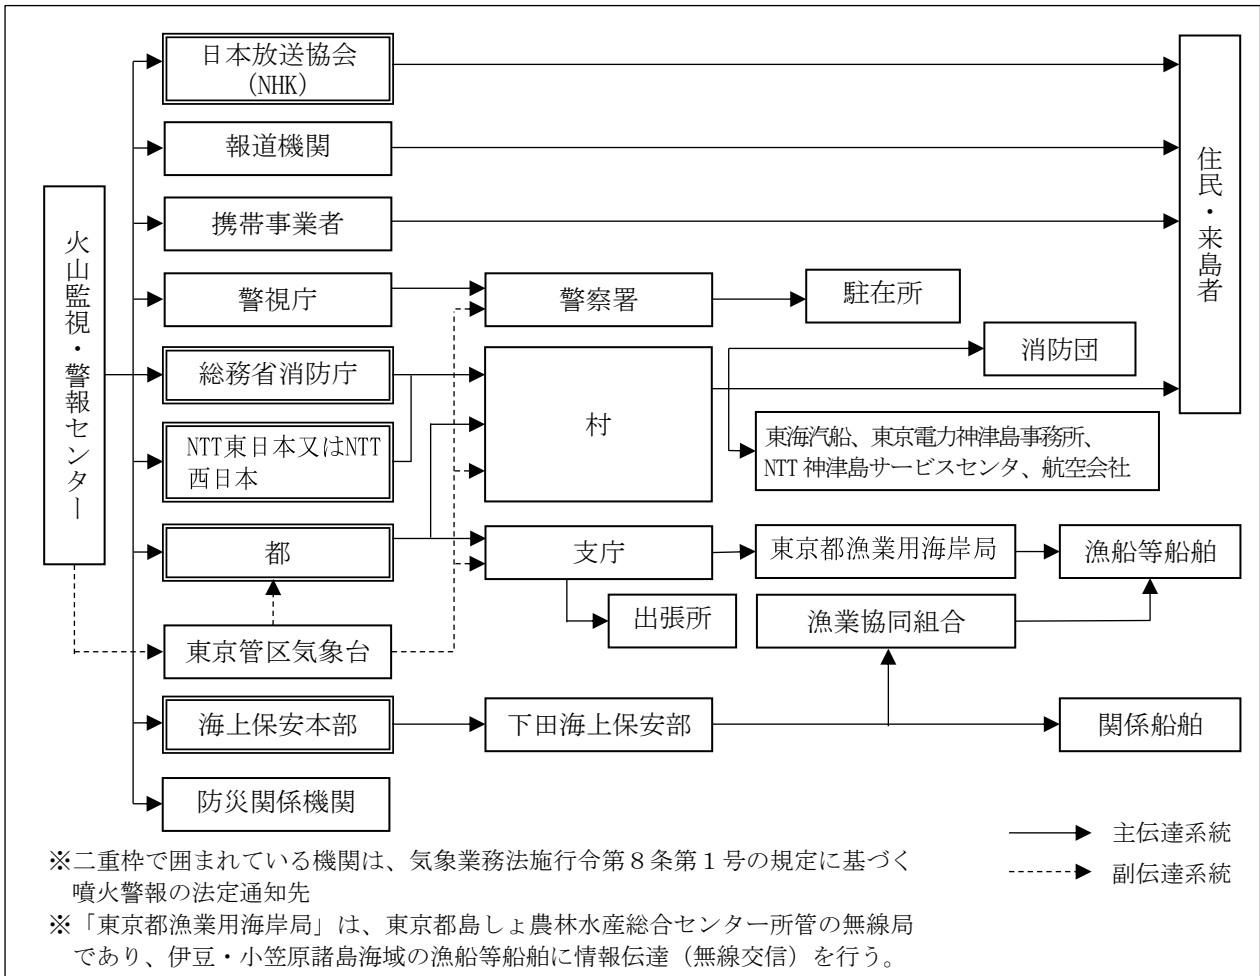 日本放送協会
(NHK)
報道機関
携帯事業者
火山監視・警報センター
住民・来島者
警視庁
警察署
駐在所
総務省消防庁
村
消防団
NTT東日本又はNTT
西日本
東海汽船、東京電力神津島事務所、
NTT 神津島サービスセンタ、航空会社
都
支庁
東京都漁業用海岸局
漁船等船舶
出張所
漁業協同組合
東京管区気象台
海上保安本部
下田海上保安部
関係船舶
防災関係機関
主伝達系統
副伝達系統
※二重枠で囲まれている機関は、気象業務法施行令第８条第１号の規定に基づく
噴火警報の法定通知先
※「東京都漁業用海岸局」は、東京都島しょ農林水産総合センター所管の無線局
であり、伊豆・小笠原諸島海域の漁船等船舶に情報伝達（無線交信）を行う。